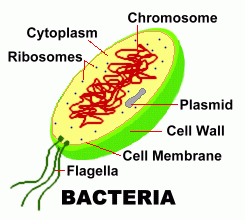 Chromosome
Cytoplasm
Ribosomes
Plasmid
Cell Wall
Cell Membrane
Flagella
BACTERIA